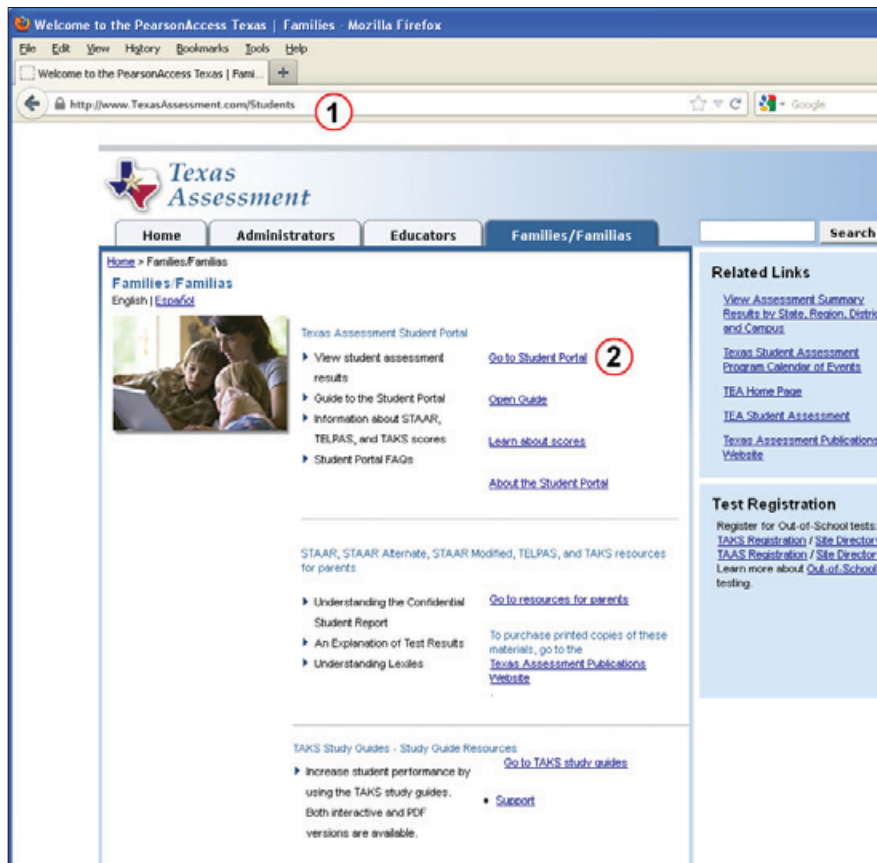 Welcome to the PearsonAccess Texas | Families - Mozilla Firefox
File Edit View History Bookmarks Tools Help
Welcome to the PearsonAccess Texas | Fami... +
http://www.TexasAssessment.com/Students
1
Google
Texas
Assessment
Home Administrators Educators Families/Familias
Search
Home > Families/Familias
Families/Familias
English | Español
Texas Assessment Student Portal
View student assessment
results
Go to Student Portal
2
Guide to the Student Portal
Open Guide
Information about STAAR,
TELPAS, and TAKS scores
Learn about scores
Student Portal FAQs
About the Student Portal
STAAR, STAAR Alternate, STAAR Modified, TELPAS, and TAKS resources
for parents
Understanding the Confidential
Student Report
An Explanation of Test Results
Understanding Lexiles
Go to resources for parents
To purchase printed copies of these
materials, go to the
Texas Assessment Publications
Website
.
TAKS Study Guides - Study Guide Resources
Increase student performance by
using the TAKS study guides.
Both interactive and PDF
versions are available.
Go to TAKS study guides
Support
Related Links
View Assessment Summary
Results by State, Region, Distric
and Campus
Texas Student Assessment
Program Calendar of Events
TEA Home Page
TEA Student Assessment
Texas Assessment Publications
Website
Test Registration
Register for Out-of-School tests:
TAKS Registration / Site Directory
TAAS Registration / Site Directory
Learn more about Out-of-School
testing.